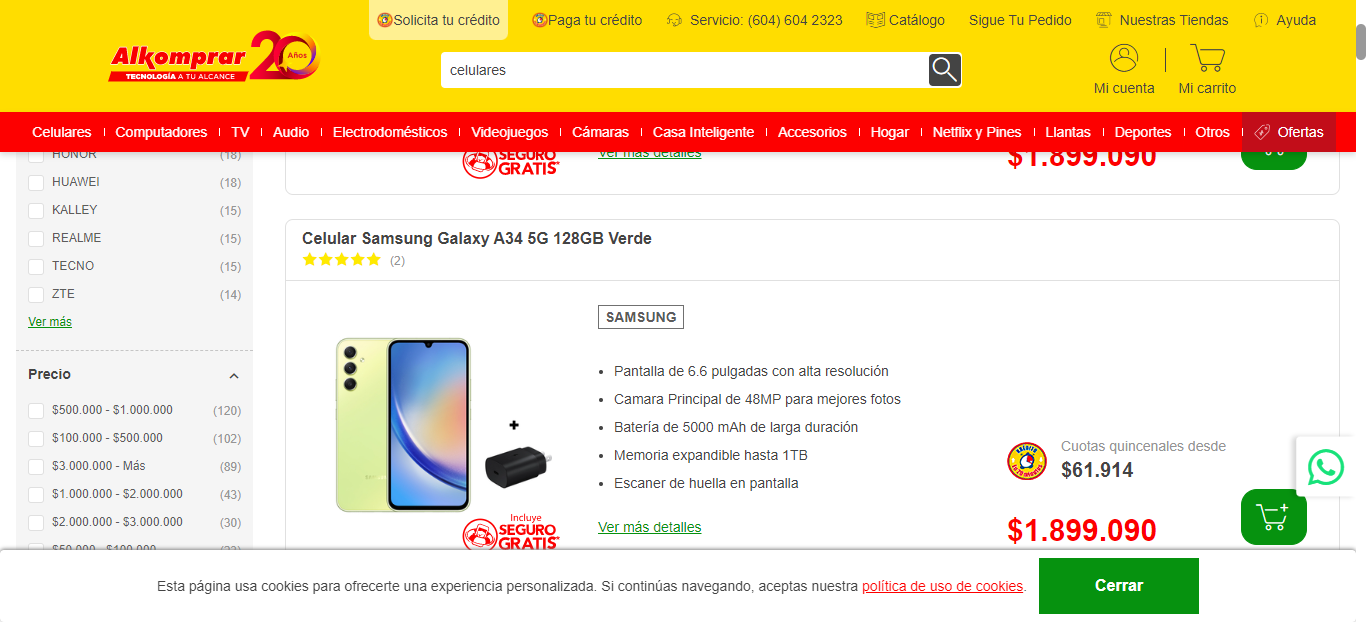 Solicita tu crédito
Paga tu crédito
Servicio: (604) 604 2323
Catálogo
Sigue Tu Pedido
Nuestras Tiendas
Ayuda
Alkomprar 20 Años
TECNOLOGÍA A TU ALCANCE
celulares
Mi cuenta
Mi carrito
Celulares
Computadores
TV
Audio
Electrodomésticos
Videojuegos
Cámaras
Casa Inteligente
Accesorios
Hogar
Netflix y Pines
Llantas
Deportes
Otros
Ofertas
HONOR (18)
HUAWEI (18)
KALLEY (15)
REALME (15)
TECNO (15)
ZTE (14)
Ver más
Precio
$500.000 - $1.000.000 (120)
$100.000 - $500.000 (102)
$3.000.000 - Más (89)
$1.000.000 - $2.000.000 (43)
$2.000.000 - $3.000.000 (30)
$50.000 - $100.000
SEGURO
GRATIS*
Ver más detalles
$1.899.090
Celular Samsung Galaxy A34 5G 128GB Verde
(2)
SAMSUNG
Pantalla de 6.6 pulgadas con alta resolución
Camara Principal de 48MP para mejores fotos
Batería de 5000 mAh de larga duración
Memoria expandible hasta 1TB
Escaner de huella en pantalla
+
Incluye
SEGURO
GRATIS*
Ver más detalles
Cuotas quincenales desde
$61.914
$1.899.090
Esta página usa cookies para ofrecerte una experiencia personalizada. Si continúas navegando, aceptas nuestra política de uso de cookies.
Cerrar